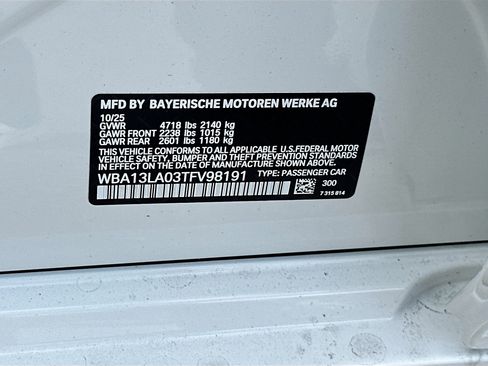 MFD BY BAYERISCHE MOTOREN WERKE AG
10/25
GVWR 4718 lbs 2140 kg
GAWR FRONT 2238 lbs 1015 kg
GAWR REAR 2601 lbs 1180 kg
THIS VEHICLE CONFORMS TO ALL APPLICABLE U.S.FEDERAL MOTOR
VEHICLE SAFETY, BUMPER AND THEFT PREVENTION STANDARDS
IN EFFECT ON THE DATE OF MANUFACTURE SHOWN ABOVE.
WBA13LA03TFV98191 TYPE: PASSENGER CAR
300
7 315 814